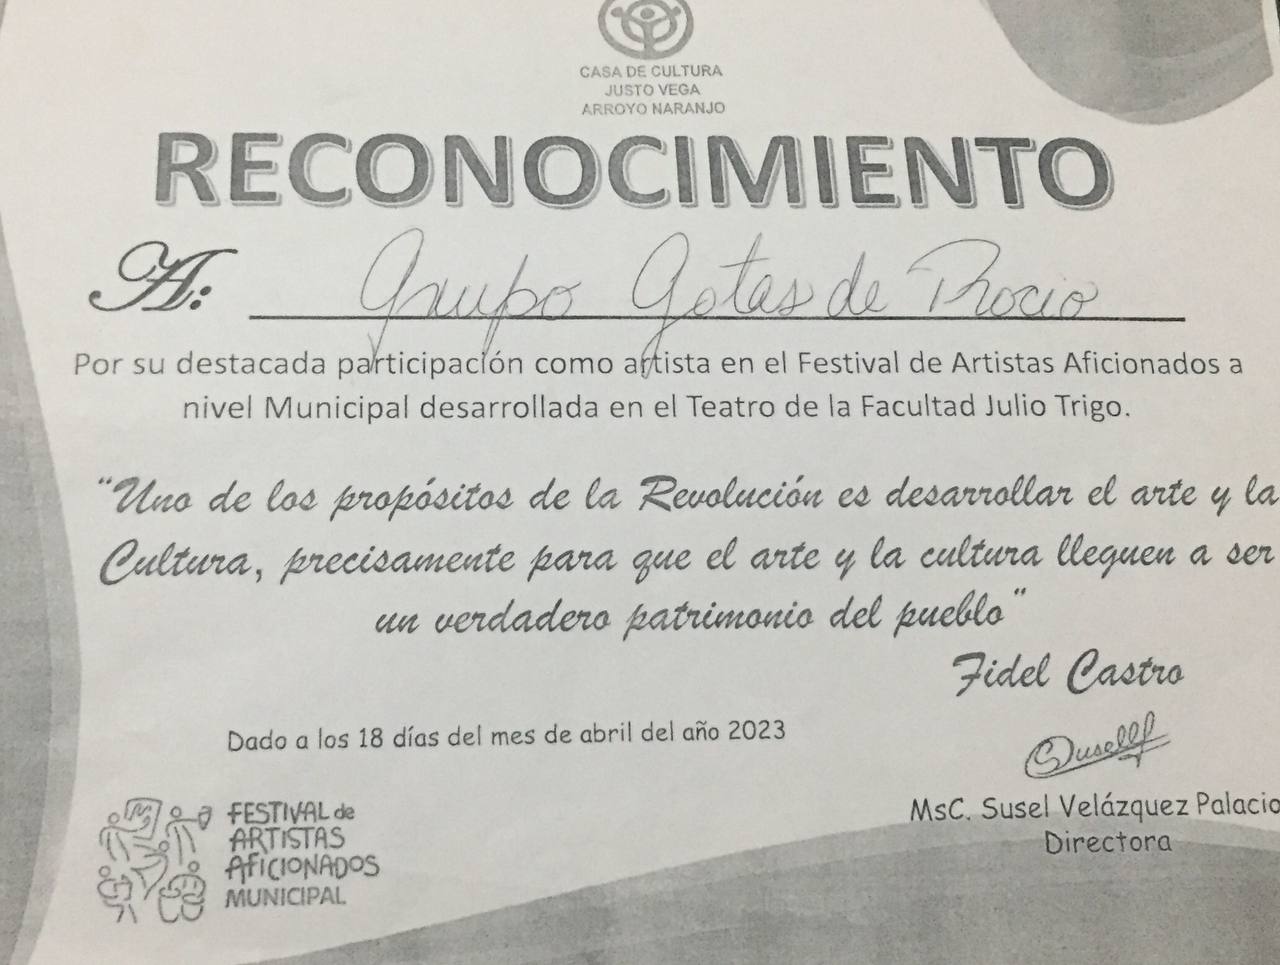 CASA DE CULTURA
JUSTO VEGA
ARROYO NARANJO
RECONOCIMIENTO
A: Grupo Gotas de Rocio
Por su destacada participación como artista en el Festival de Artistas Aficionados a
nivel Municipal desarrollada en el Teatro de la Facultad Julio Trigo.
“Uno de los propósitos de la Revolución es desarrollar el arte y la
Cultura, precisamente para que el arte y la cultura lleguen a ser
un verdadero patrimonio del pueblo”
Fidel Castro
Dado a los 18 días del mes de abril del año 2023
MsC. Susel Velázquez Palacio
Directora
FESTIVAL de
ARTISTAS
AFICIONADOS
MUNICIPAL